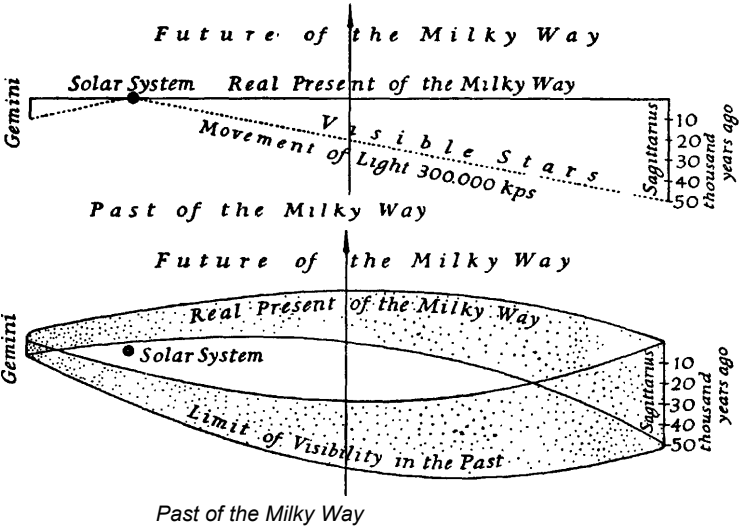 Future of the Milky Way
Solar System Real Present of the Milky Way
Gemini
Visible Stars
Movement of Light 300.000 kps
Sagittarius
10
20
30
40
50
thousand
years ago
Past of the Milky Way
Future of the Milky Way
Real Present of the Milky Way
Gemini
Solar System
Sagittarius
10
20
30
40
50
thousand
years ago
Limit of Visibility in the Past
Past of the Milky Way